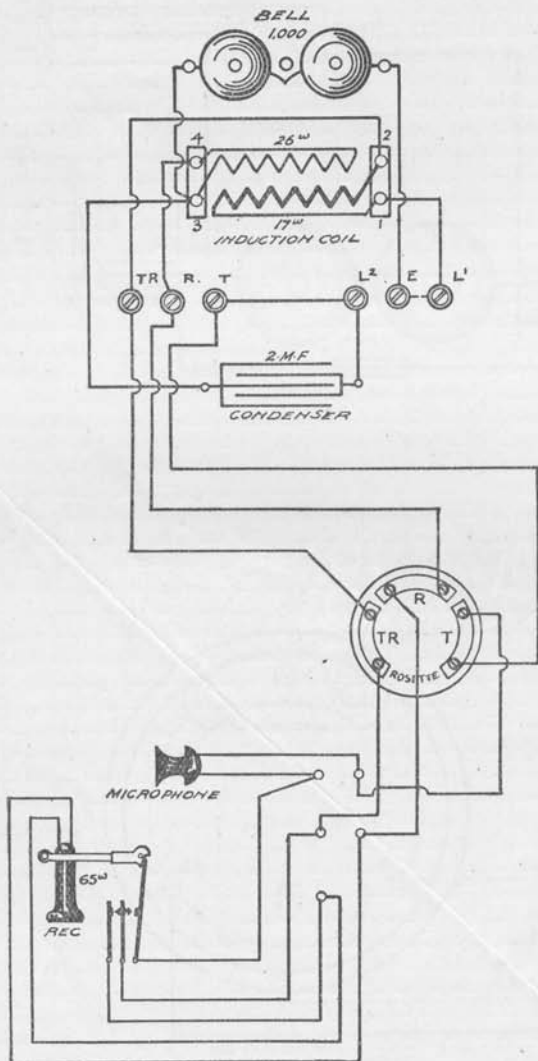 BELL
1,000
4
26ω
2
3
17ω
1
INDUCTION COIL
TR R. T L² E L¹
2·M.F
CONDENSER
R
TR T
ROSETTE
MICROPHONE
65ω
REC